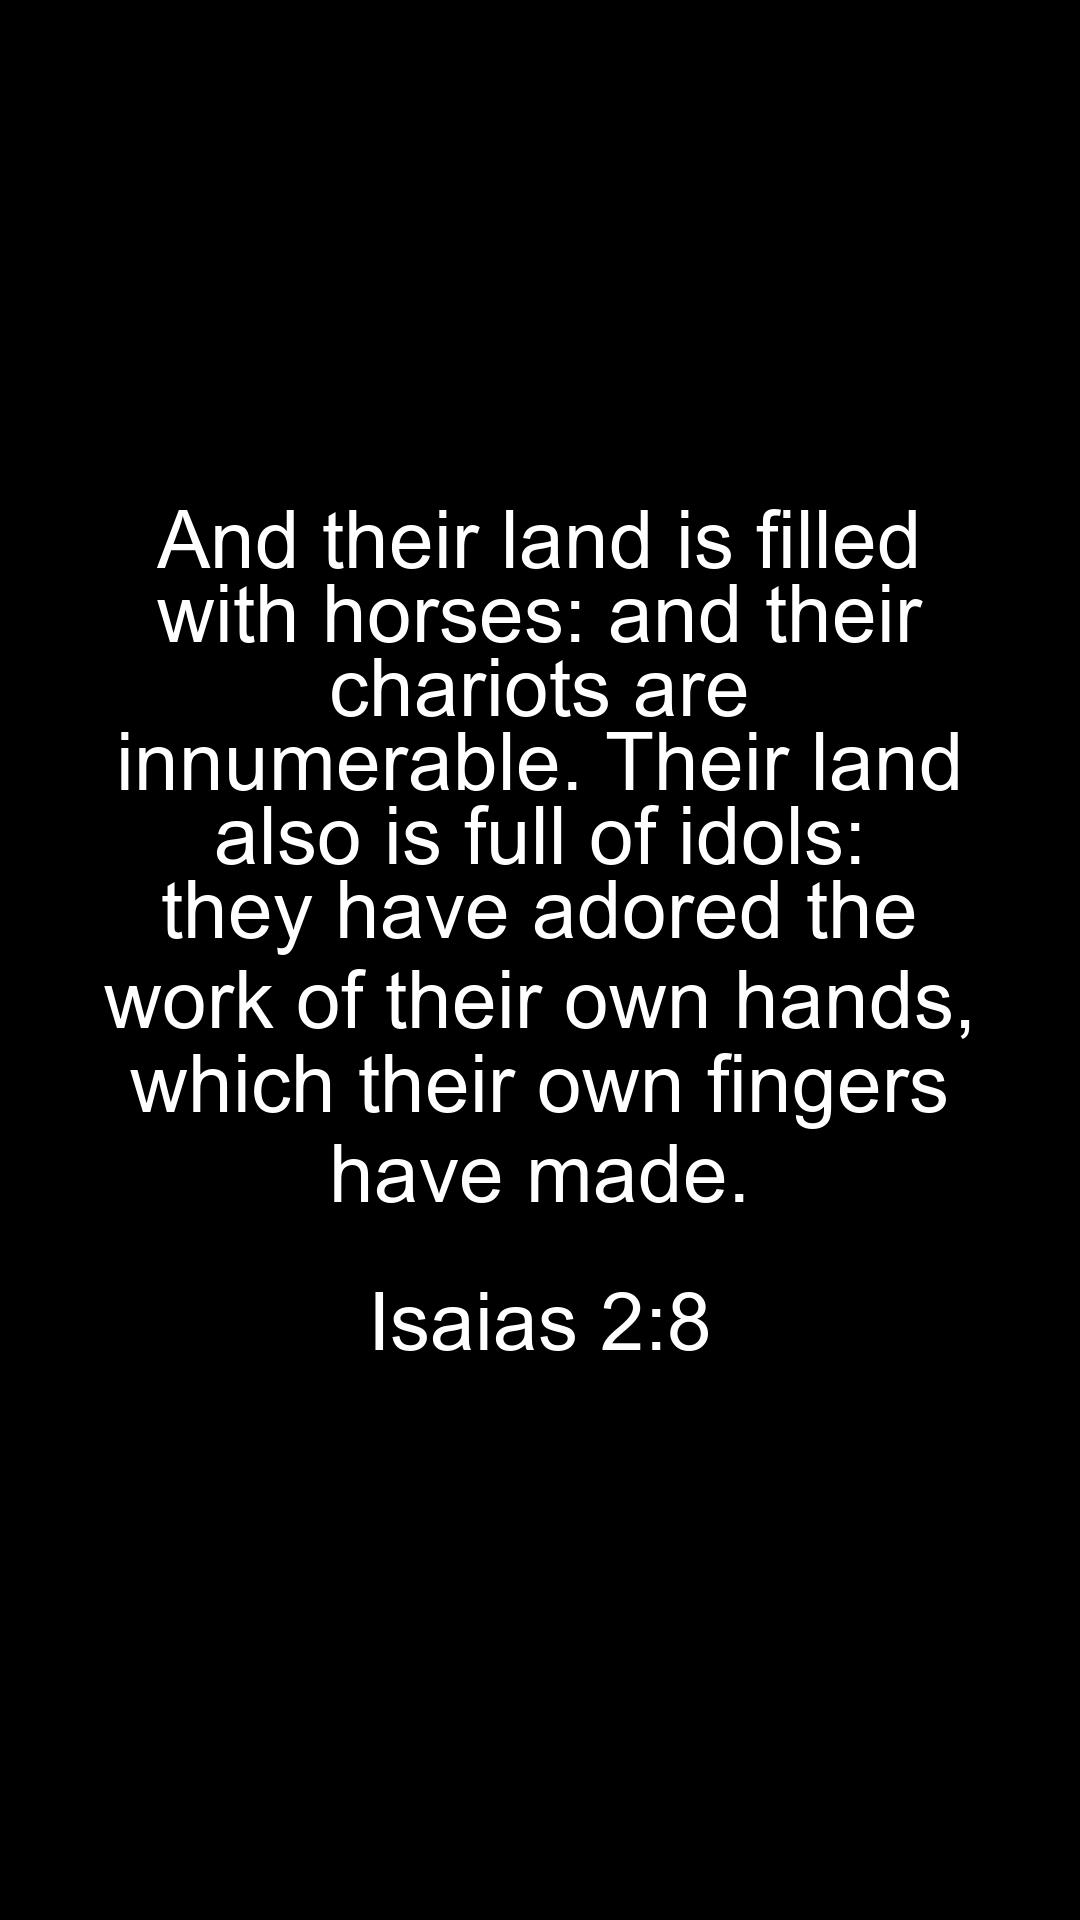 And their land is filled
with horses: and their
chariots are
innumerable. Their land
also is full of idols:
they have adored the
work of their own hands,
which their own fingers
have made.
Isaias 2:8